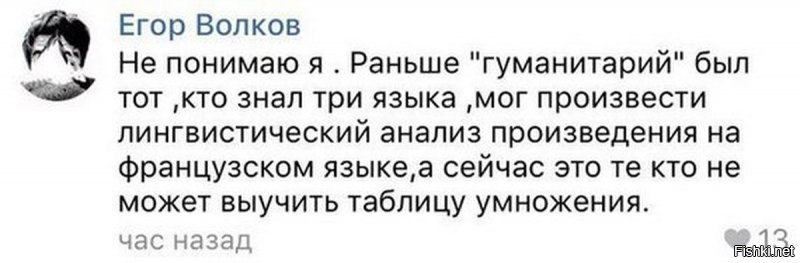 Егор Волков
Не понимаю я . Раньше "гуманитарий" был
тот ,кто знал три языка ,мог произвести
лингвистический анализ произведения на
французском языке,а сейчас это те кто не
может выучить таблицу умножения.
час назад
13
Fishki.net